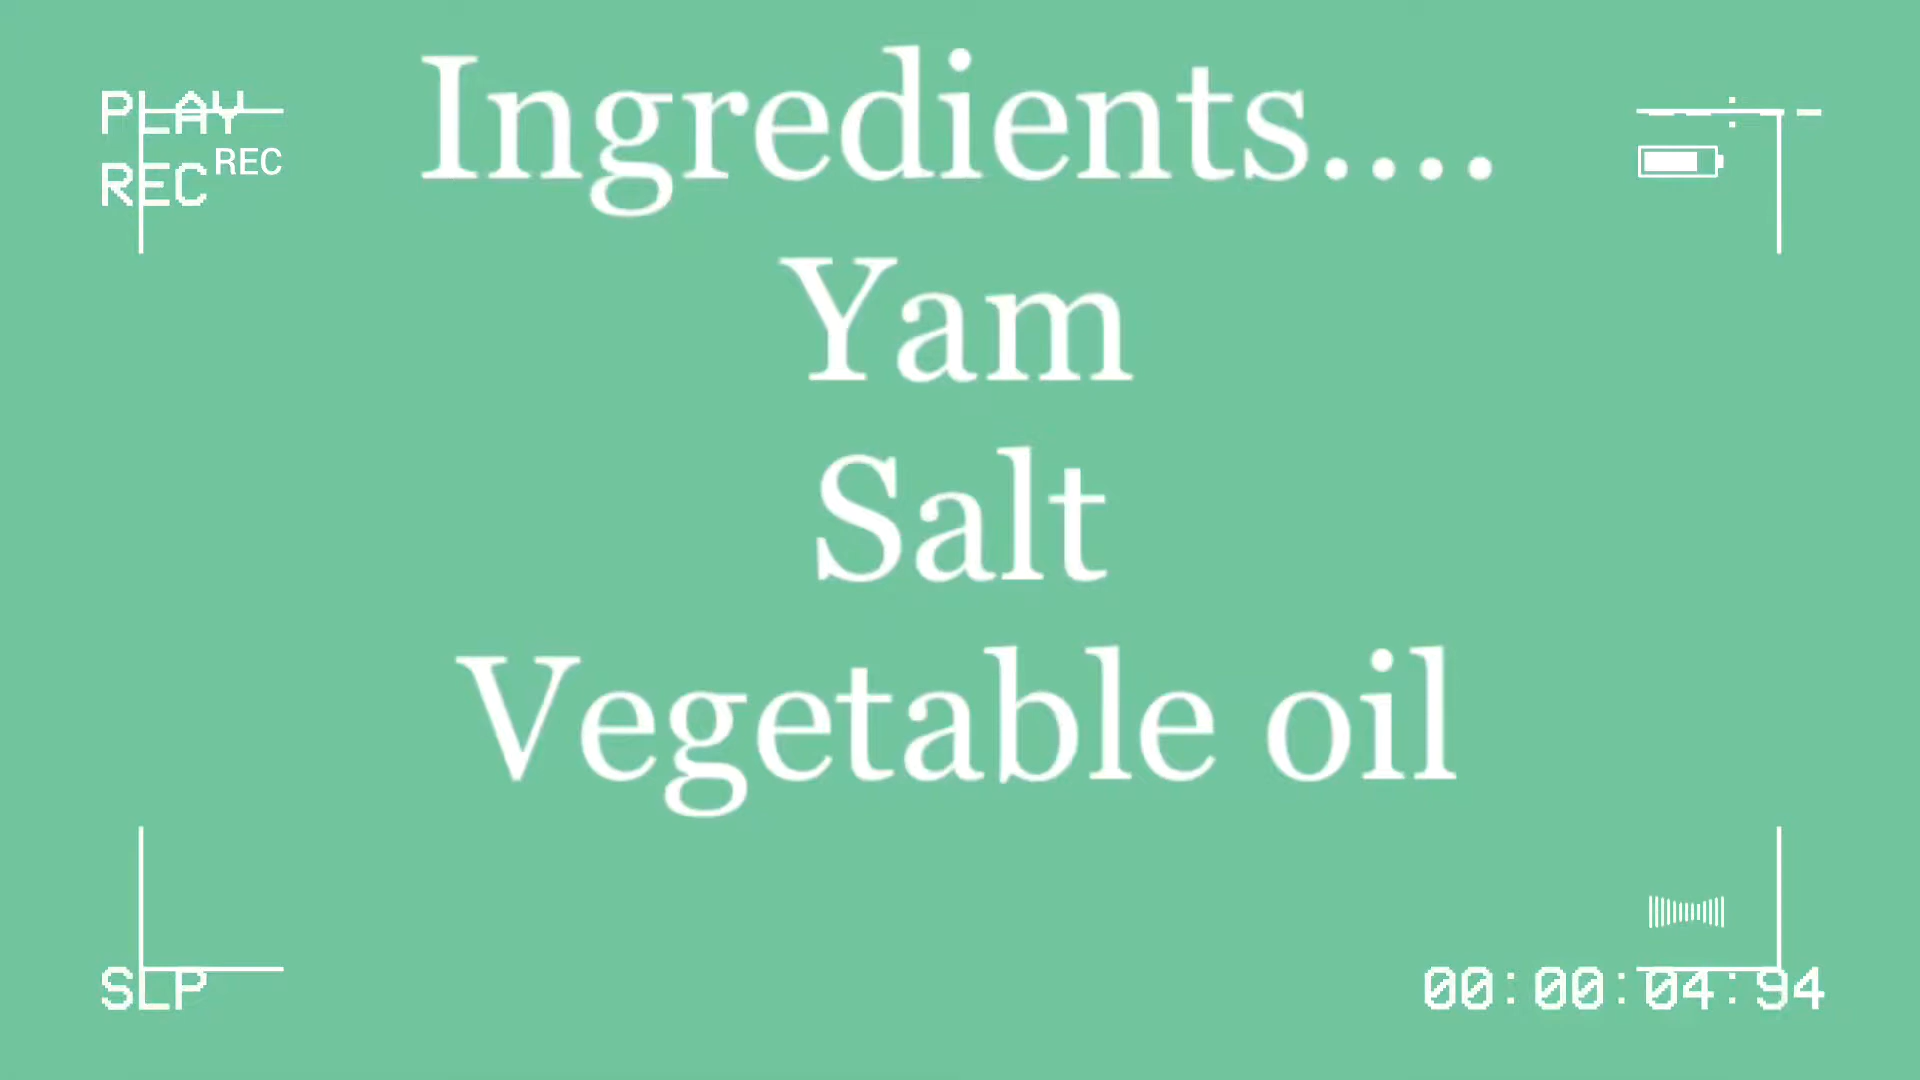 PLAY
REC
REC
Ingredients....
Yam
Salt
Vegetable oil
SLP
00:00:04:94